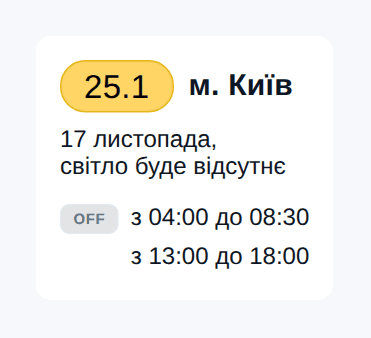 25.1 м. Київ
17 листопада,
світло буде відсутнє
OFF з 04:00 до 08:30
з 13:00 до 18:00